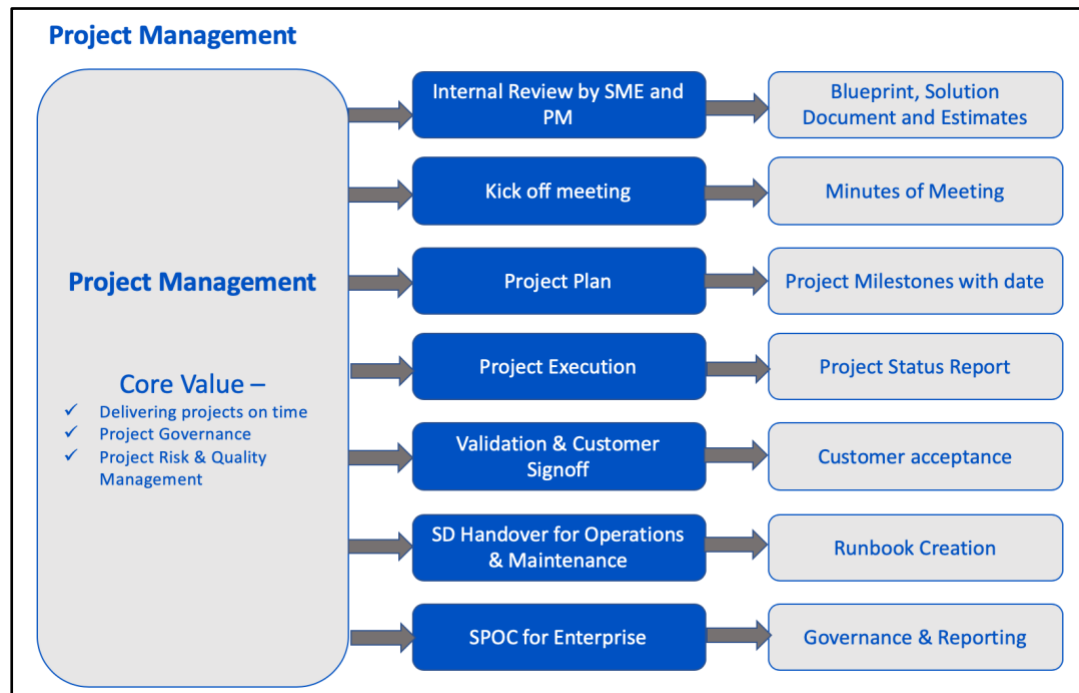 Project Management
Project Management
Core Value –
✓ Delivering projects on time
✓ Project Governance
✓ Project Risk & Quality
Management
Internal Review by SME and
PM
Blueprint, Solution
Document and Estimates
Kick off meeting
Minutes of Meeting
Project Plan
Project Milestones with date
Project Execution
Project Status Report
Validation & Customer
Signoff
Customer acceptance
SD Handover for Operations
& Maintenance
Runbook Creation
SPOC for Enterprise
Governance & Reporting